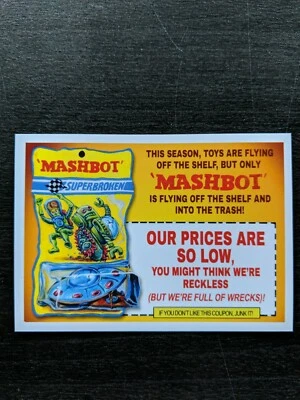 'MASHBOT'
SUPERBROKEN
THIS SEASON, TOYS ARE FLYING
OFF THE SHELF, BUT ONLY
'MASHBOT'
IS FLYING OFF THE SHELF AND
INTO THE TRASH!
OUR PRICES ARE
SO LOW,
YOU MIGHT THINK WE'RE
RECKLESS
(BUT WE'RE FULL OF WRECKS)!
IF YOU DON'T LIKE THIS COUPON, JUNK IT!